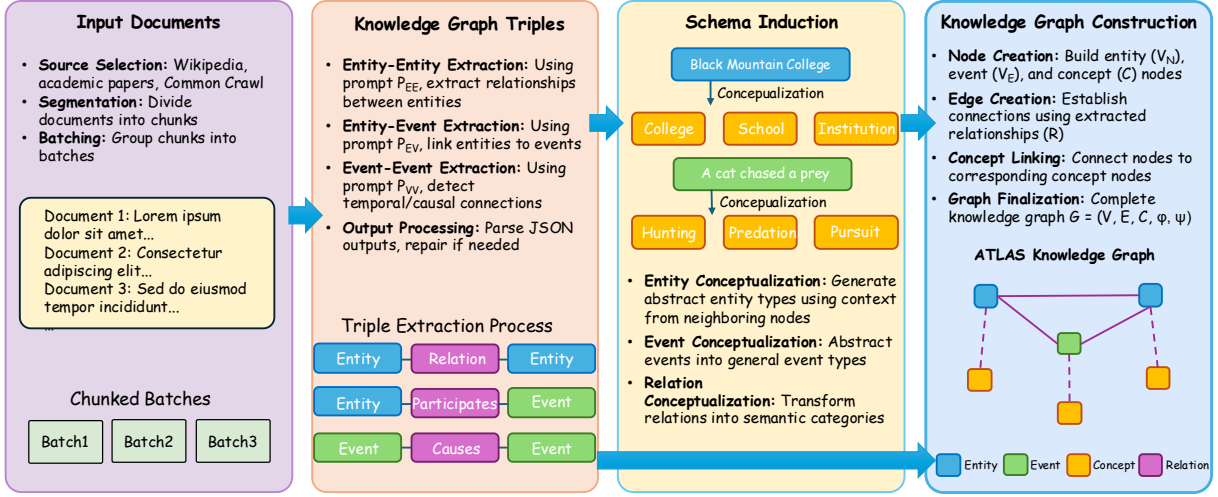 Input Documents
• Source Selection: Wikipedia,
academic papers, Common Crawl
• Segmentation: Divide
documents into chunks
• Batching: Group chunks into
batches
Document 1: Lorem ipsum
dolor sit amet...
Document 2: Consectetur
adipiscing elit...
Document 3: Sed do eiusmod
tempor incididunt...
...
Chunked Batches
Batch1
Batch2
Batch3
Knowledge Graph Triples
• Entity-Entity Extraction: Using
prompt P_EE, extract relationships
between entities
• Entity-Event Extraction: Using
prompt P_EV, link entities to events
• Event-Event Extraction: Using
prompt P_VV, detect
temporal/causal connections
• Output Processing: Parse JSON
outputs, repair if needed
Triple Extraction Process
Entity Relation Entity
Entity Participates Event
Event Causes Event
Schema Induction
Black Mountain College
Concepualization
College School Institution
A cat chased a prey
Concepualization
Hunting Predation Pursuit
• Entity Conceptualization: Generate
abstract entity types using context
from neighboring nodes
• Event Conceptualization: Abstract
events into general event types
• Relation
Conceptualization: Transform
relations into semantic categories
Knowledge Graph Construction
• Node Creation: Build entity (V_N),
event (V_E), and concept (C) nodes
• Edge Creation: Establish
connections using extracted
relationships (R)
• Concept Linking: Connect nodes to
corresponding concept nodes
• Graph Finalization: Complete
knowledge graph G = (V, E, C, φ, ψ)
ATLAS Knowledge Graph
Entity Event Concept Relation